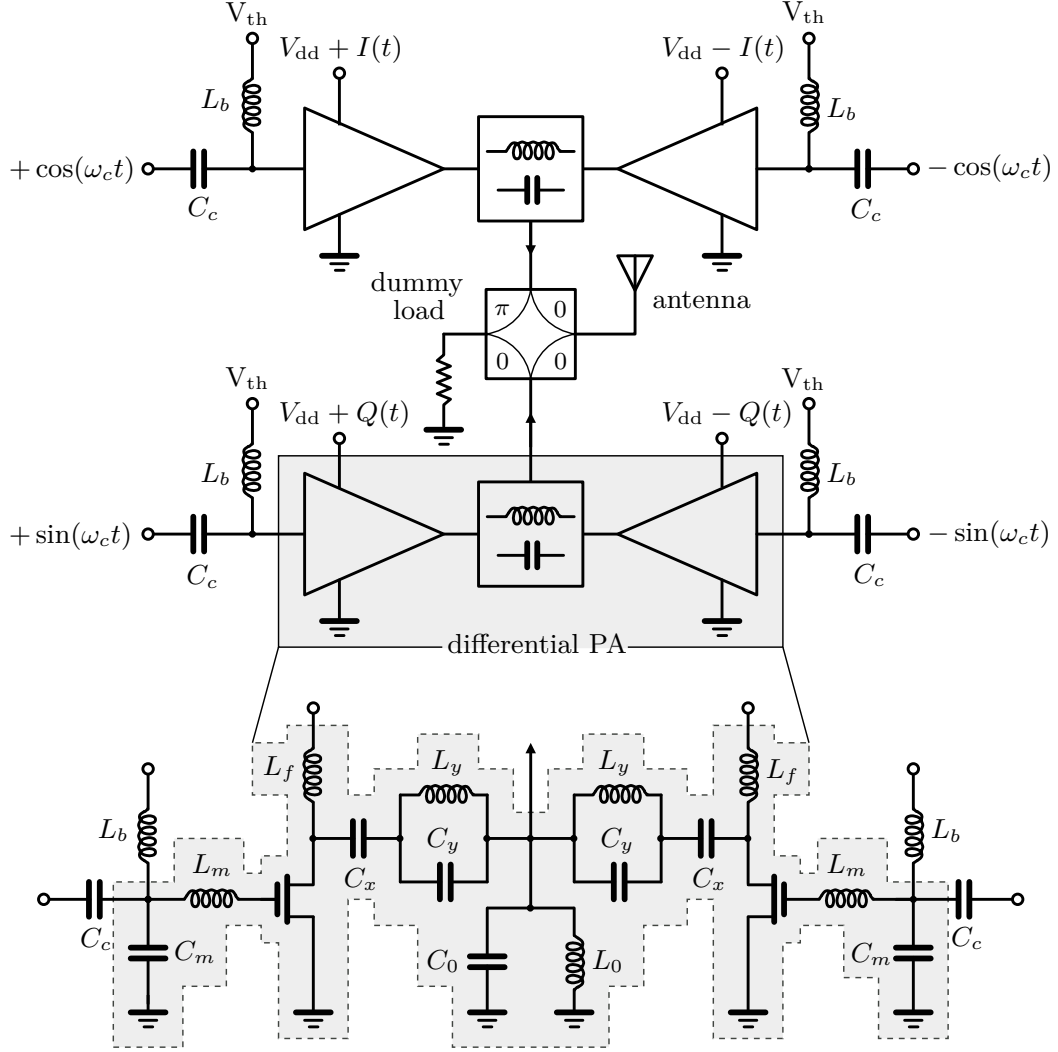 V_th
V_th
V_dd + I(t)
V_dd − I(t)
L_b
L_b
+ cos(ω_c t)
− cos(ω_c t)
C_c
C_c
dummy
load
π
0
0
0
antenna
V_th
V_th
V_dd + Q(t)
V_dd − Q(t)
L_b
L_b
+ sin(ω_c t)
− sin(ω_c t)
C_c
C_c
differential PA
L_f
L_y
L_y
L_f
L_b
C_y
C_y
L_b
L_m
C_x
C_x
L_m
C_c
C_m
C_0
L_0
C_m
C_c